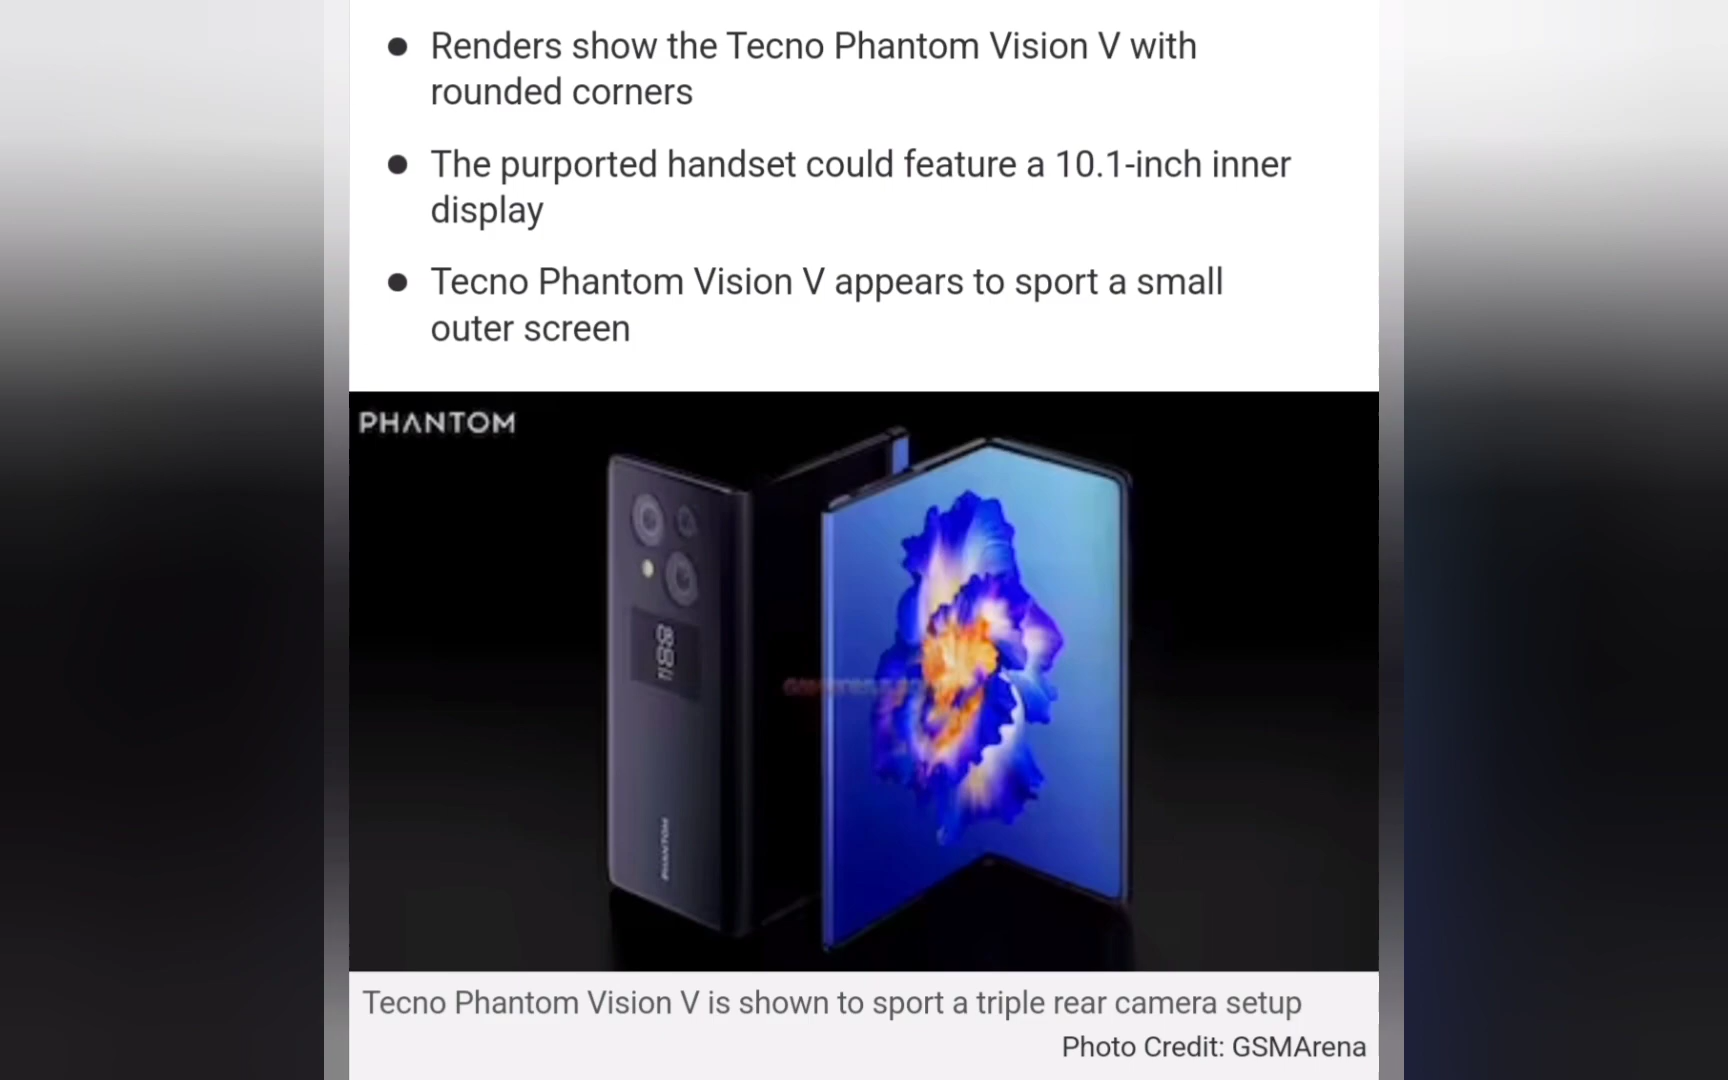 Renders show the Tecno Phantom Vision V with
rounded corners
The purported handset could feature a 10.1-inch inner
display
Tecno Phantom Vision V appears to sport a small
outer screen
PHANTOM
PHANTOM
Tecno Phantom Vision V is shown to sport a triple rear camera setup
Photo Credit: GSMArena